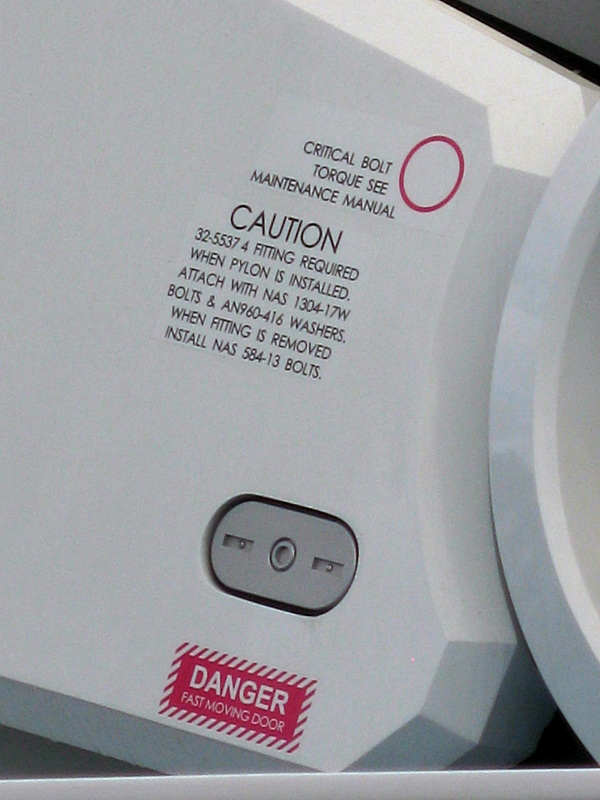 CRITICAL BOLT
TORQUE SEE
MAINTENANCE MANUAL
CAUTION
32-55374 FITTING REQUIRED
WHEN PYLON IS INSTALLED.
ATTACH WITH NAS 1304-17W
BOLTS & AN960-416 WASHERS.
WHEN FITTING IS REMOVED
INSTALL NAS 584-13 BOLTS.
DANGER
FAST MOVING DOOR